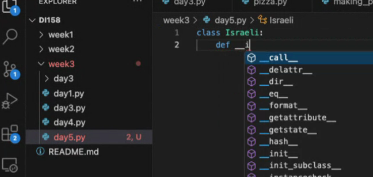 EXPLORER
DI158
week1
week2
week3
day3
day1.py
day3.py
day4.py
day5.py 2, U
README.md
day3.py pizza.py making_p
week3 > day5.py > Israeli
1 class Israeli:
2 def __i
__call__
__delattr__
__dir__
__eq__
__format__
__getattribute__
__getstate__
__hash__
__init__
__init_subclass__